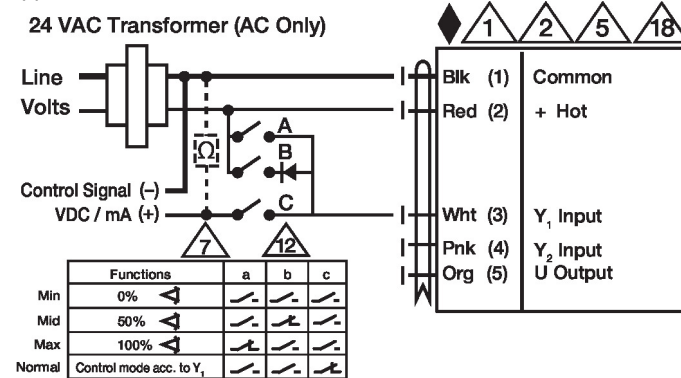 24 VAC Transformer (AC Only)
1 2 5 18
Line
Volts
Blk (1) Common
Red (2) + Hot
A
B
C
Ω
Control Signal (–)
VDC / mA (+)
Wht (3) Y1 Input
Pnk (4) Y2 Input
Org (5) U Output
7 12
Functions a b c
Min 0%
Mid 50%
Max 100%
Normal Control mode acc. to Y1